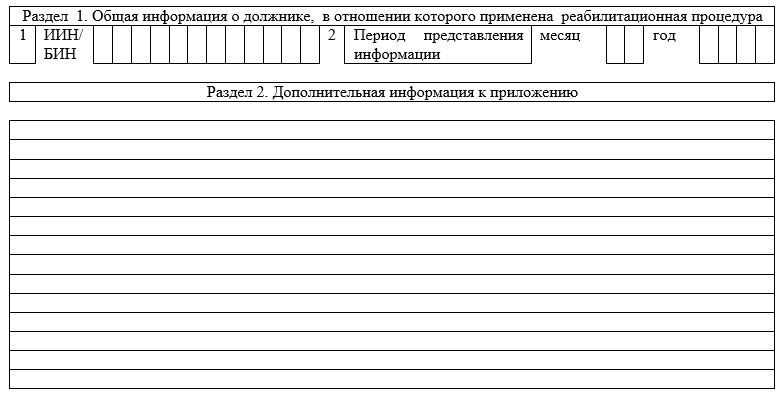 Раздел 1. Общая информация о должнике, в отношении которого применена реабилитационная процедура
1 ИИН/ 2 Период представления месяц год
БИН информации
Раздел 2. Дополнительная информация к приложению